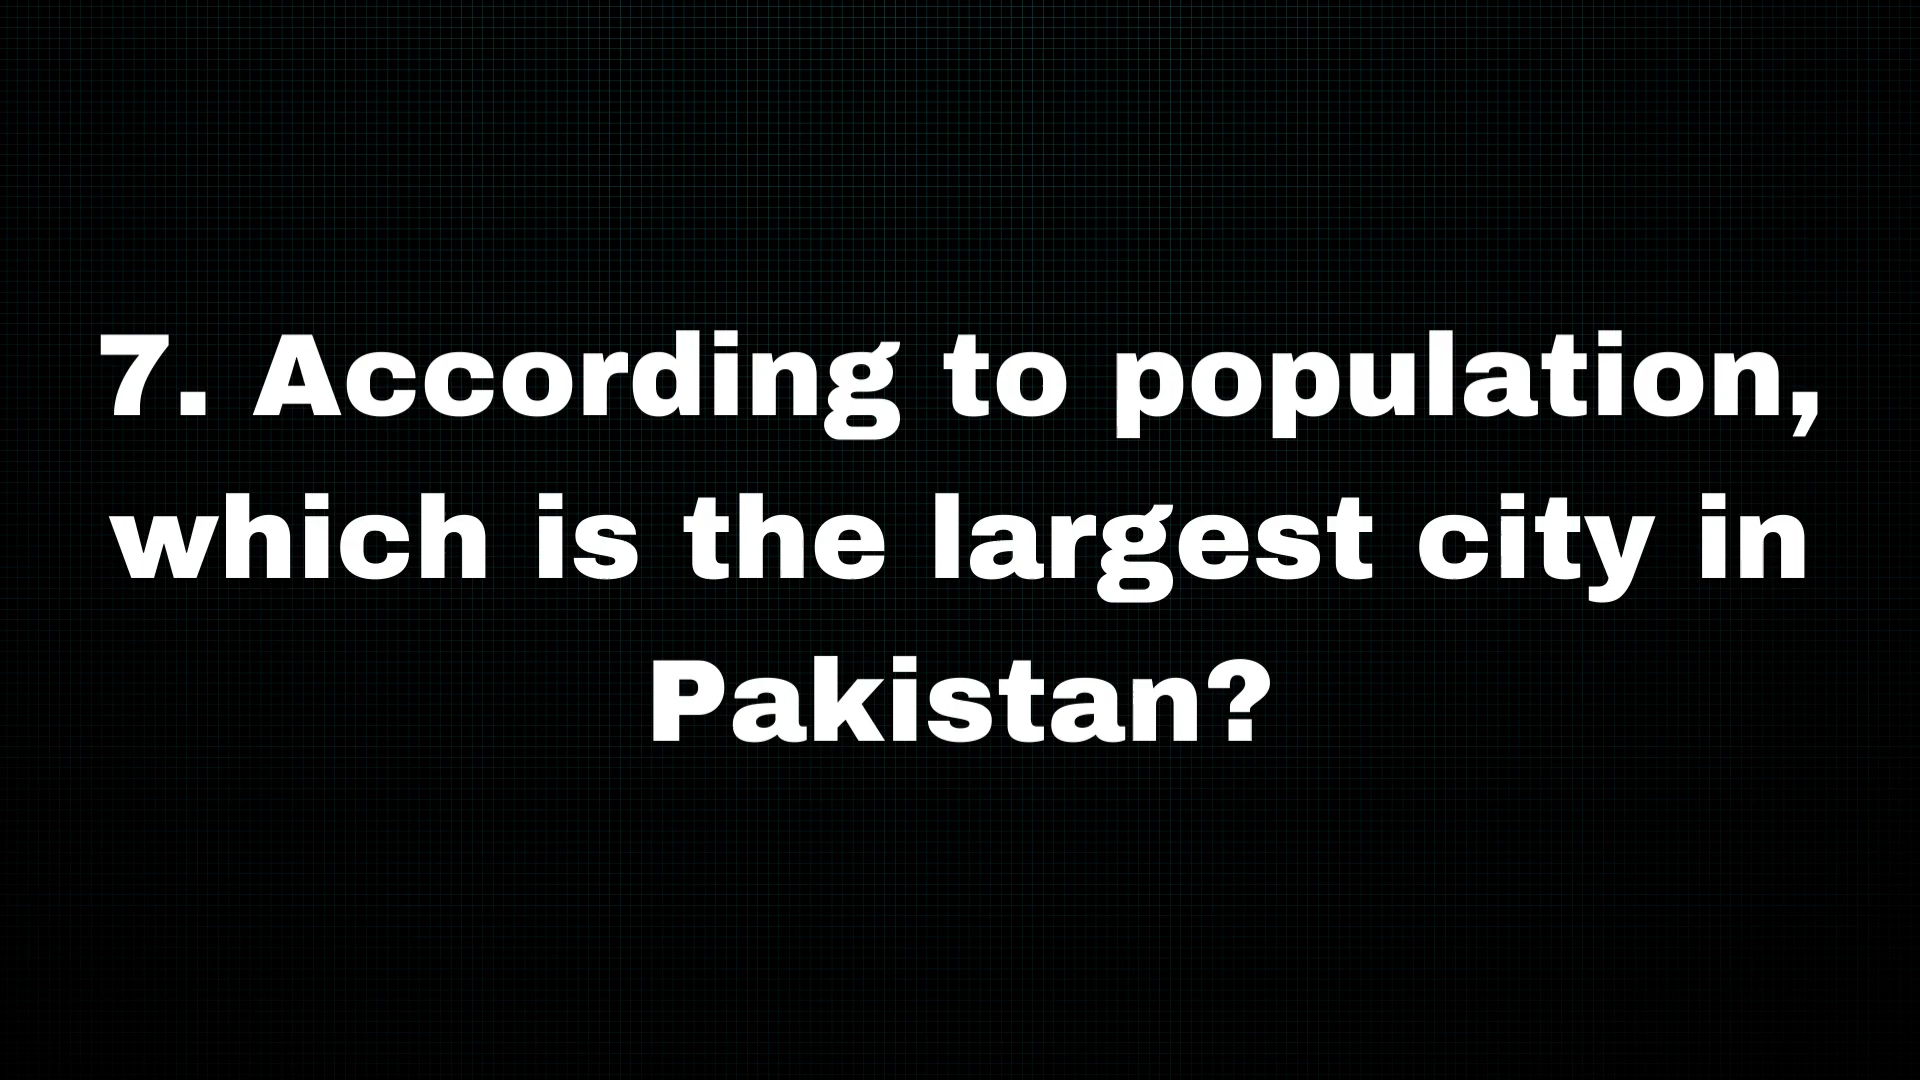 7. According to population,
which is the largest city in
Pakistan?